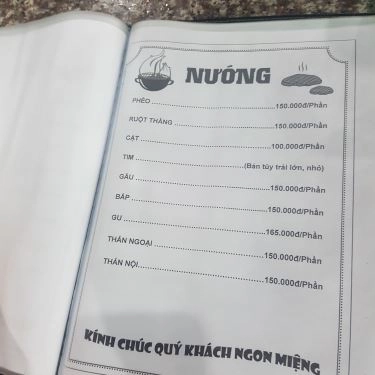 NƯỚNG
PHÈO ........ 150.000đ/Phần
RUỘT THẲNG ........ 150.000đ/Phần
CẬT ........ 100.000đ/Phần
TIM ........ (Bán tùy trái lớn, nhỏ)
GẦU ........ 150.000đ/Phần
BẮP ........ 150.000đ/Phần
GU ........ 165.000đ/Phần
THĂN NGOẠI ........ 150.000đ/Phần
THĂN NỘI ........ 150.000đ/Phần
KÍNH CHÚC QUÝ KHÁCH NGON MIỆNG